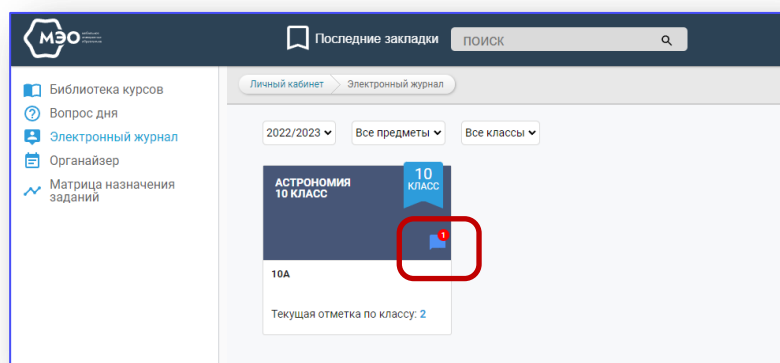 МЭО
Последние закладки
ПОИСК
Библиотека курсов
Вопрос дня
Электронный журнал
Органайзер
Матрица назначения
заданий
Личный кабинет
Электронный журнал
2022/2023
Все предметы
Все классы
АСТРОНОМИЯ
10 КЛАСС
10
КЛАСС
1
10А
Текущая отметка по классу: 2